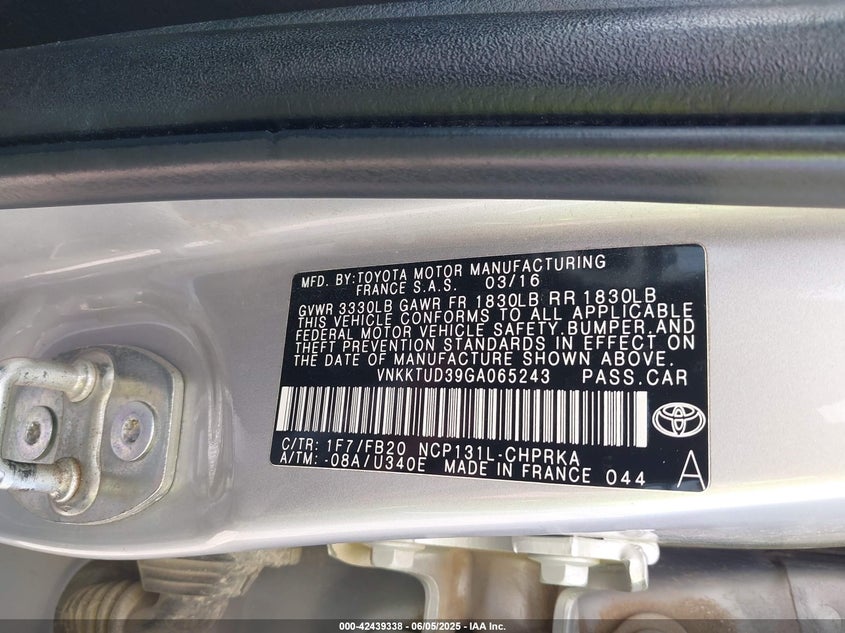 MFD. BY:TOYOTA MOTOR MANUFACTURING
FRANCE S.A.S. 03/16
GVWR 3330LB GAWR FR 1830LB RR 1830LB
THIS VEHICLE CONFORMS TO ALL APPLICABLE
FEDERAL MOTOR VEHICLE SAFETY,BUMPER,AND
THEFT PREVENTION STANDARDS IN EFFECT ON
THE DATE OF MANUFACTURE SHOWN ABOVE.
VNKKTUD39GA065243 PASS.CAR
C/TR: 1F7/FB20 NCP131L-CHPRKA
A/TM: -08A/U340E MADE IN FRANCE 044
A
000-42439338 - 06/05/2025 - IAA Inc.